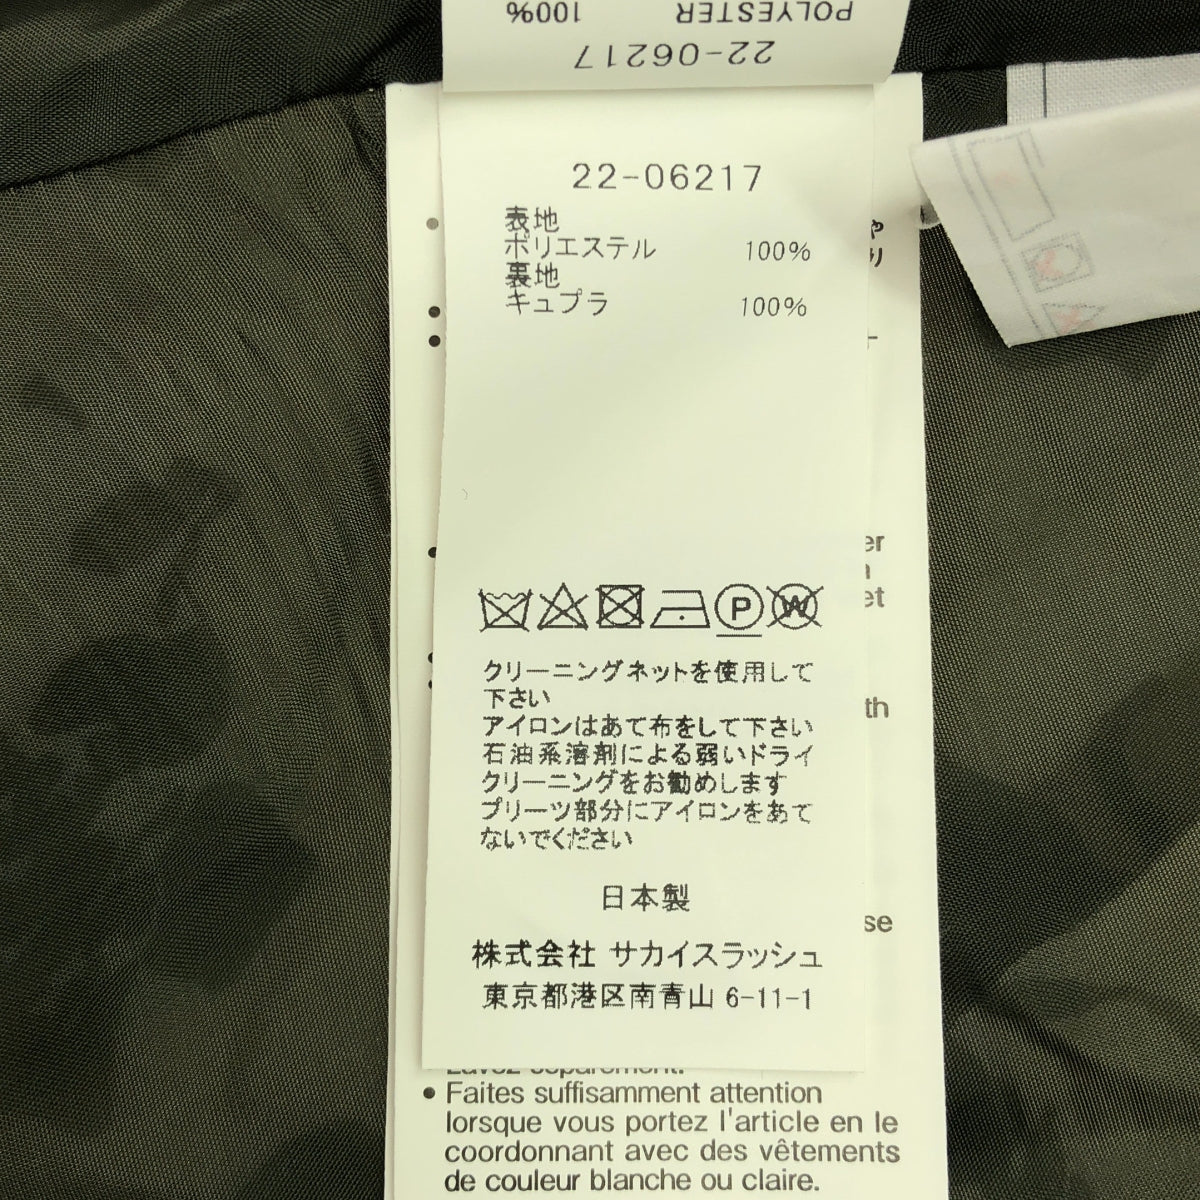 POLYESTER 100%
22-06217
22-06217
表地
ポリエステル 100%
裏地
キュプラ 100%
P
W
クリーニングネットを使用して
下さい
アイロンはあて布をして下さい
石油系溶剤による弱いドライ
クリーニングをお勧めします
プリーツ部分にアイロンをあて
ないでください
日本製
株式会社 サカイスラッシュ
東京都港区南青山 6-11-1
• Faites suffisamment attention
lorsque vous portez l'article en le
coordonnant avec des vêtements
de couleur blanche ou claire.